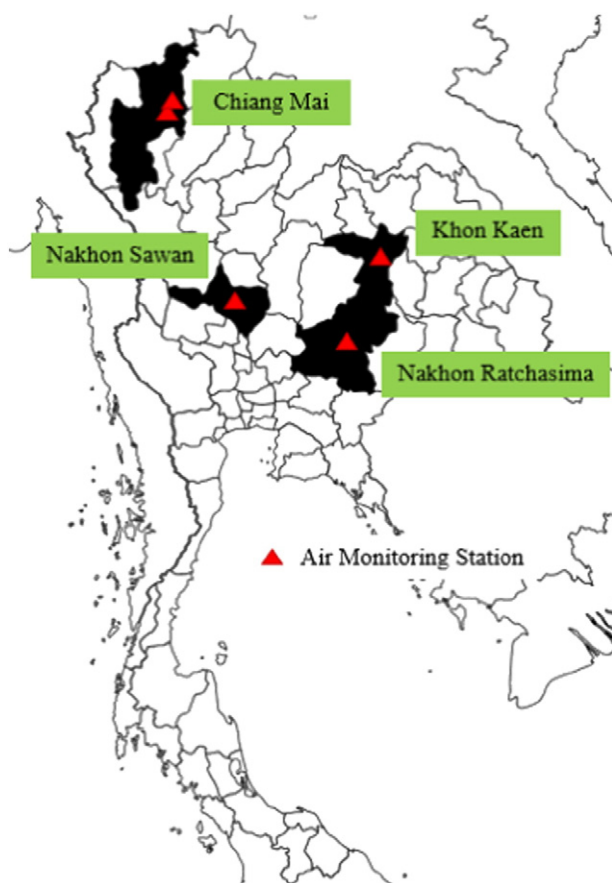 Chiang Mai
Khon Kaen
Nakhon Sawan
Nakhon Ratchasima
Air Monitoring Station